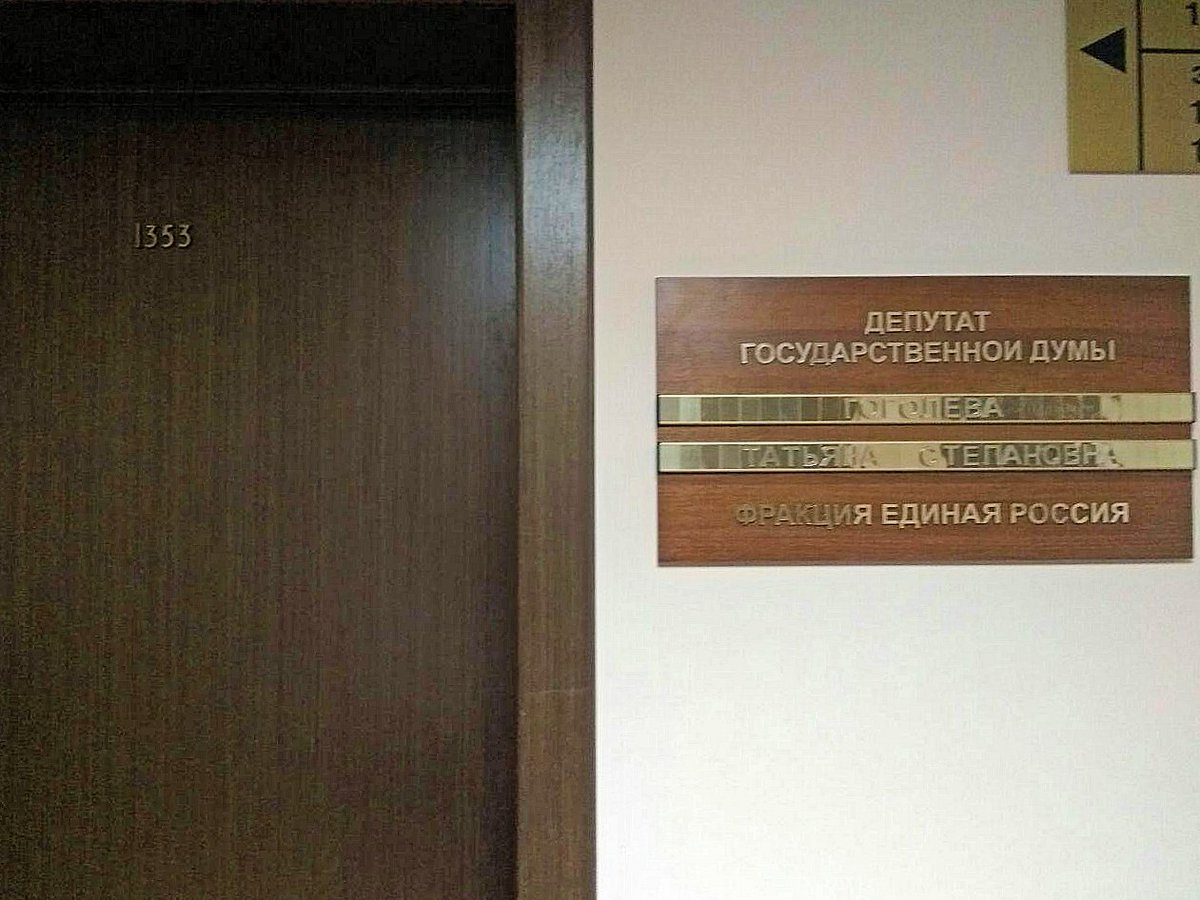 1353
ДЕПУТАТ
ГОСУДАРСТВЕННОЙ ДУМЫ
ГОГОЛЕВА
ТАТЬЯНА СТЕПАНОВНА
ФРАКЦИЯ ЕДИНАЯ РОССИЯ